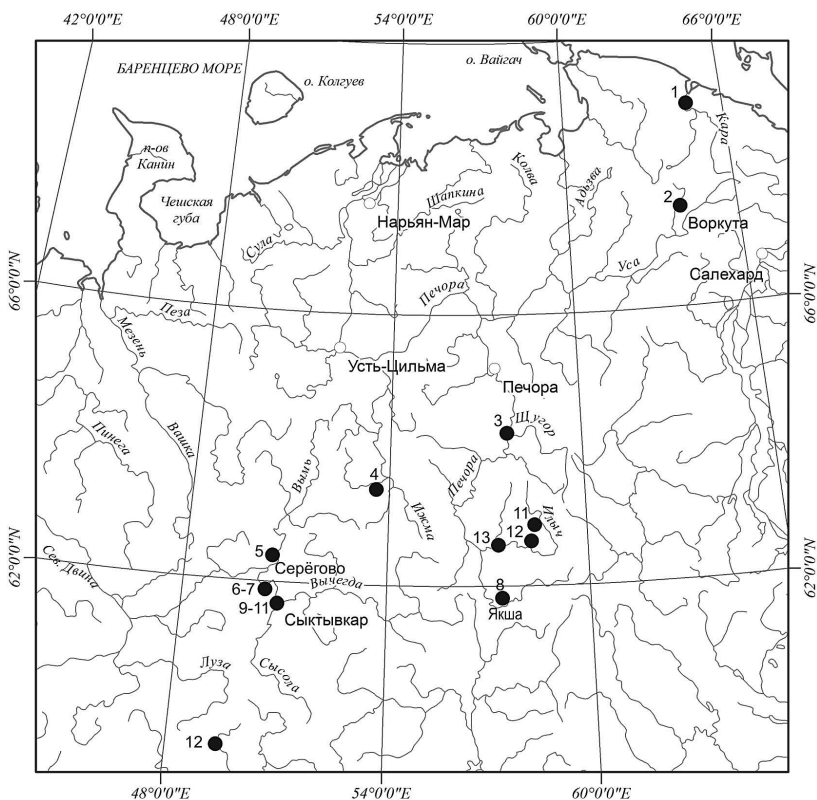 42°0'0"E
48°0'0"E
54°0'0"E
60°0'0"E
66°0'0"E
БАРЕНЦЕВО МОРЕ
о. Колгуев
о. Вайгач
1
Кара
п-ов
Канин
Чешская
губа
Шапкина
Колва
Адьзва
2
Воркута
Нарьян-Мар
Сула
Уса
Салехард
66°0'0"N
66°0'0"N
Печора
Пеза
Мезень
Усть-Цильма
Печора
3
Щугор
Пинега
Вашка
Вымь
4
Печора
Ижма
11
Илыч
13
12
5
Серёгово
62°0'0"N
62°0'0"N
Сев. Двина
6-7
Вычегда
9-11
Сыктывкар
8
Якша
Луза
Сысола
12
48°0'0"E
54°0'0"E
60°0'0"E